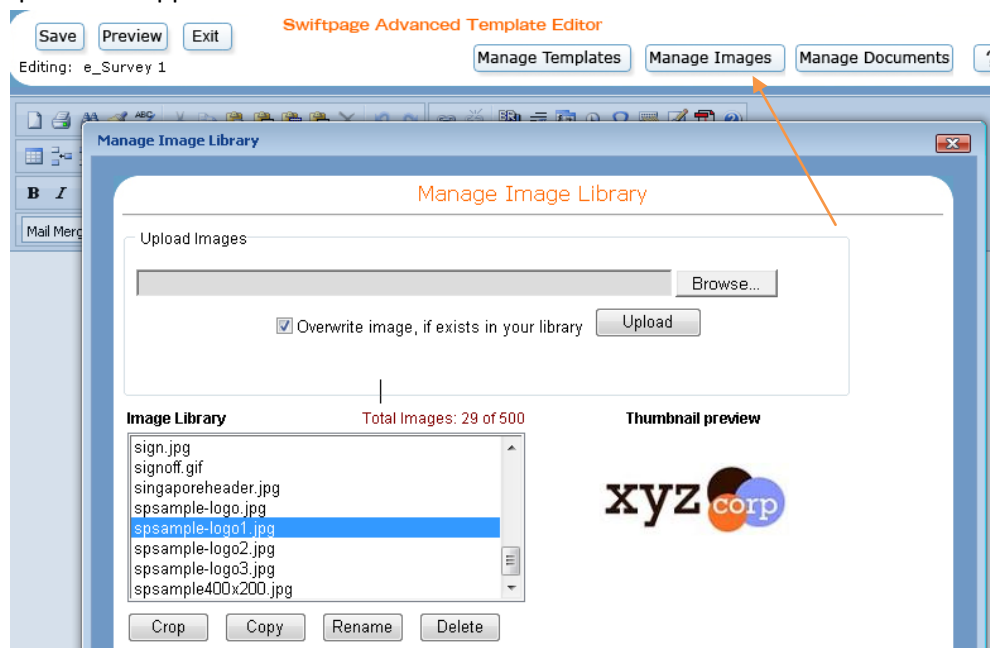 Swiftpage Advanced Template Editor
Save Preview Exit
Manage Templates Manage Images Manage Documents
Editing: e_Survey 1
ABC
Manage Image Library
B I
Manage Image Library
Mail Merg
Upload Images
Browse...
Overwrite image, if exists in your library Upload
Image Library Total Images: 29 of 500 Thumbnail preview
sign.jpg
signoff.gif
singaporeheader.jpg
spsample-logo.jpg
spsample-logo1.jpg
spsample-logo2.jpg
spsample-logo3.jpg
spsample400x200.jpg
xyz corp
Crop Copy Rename Delete